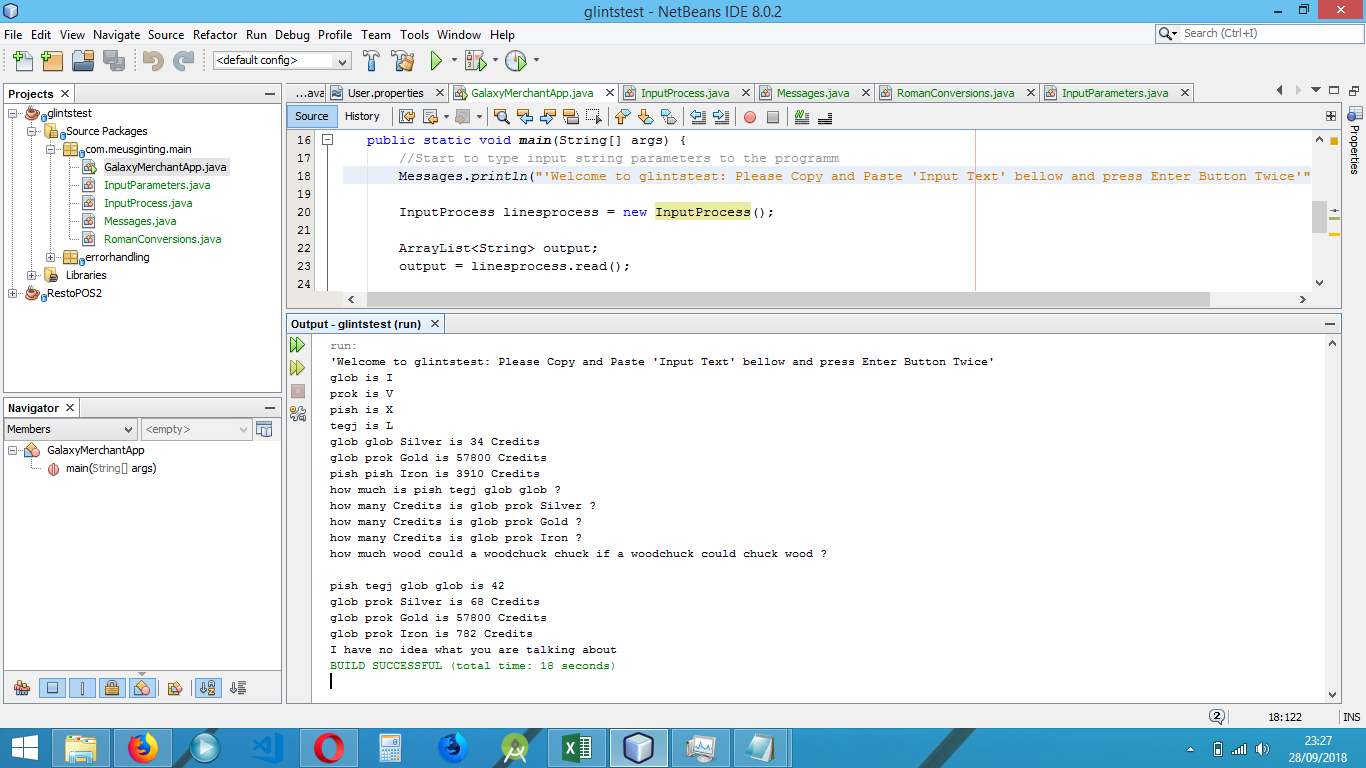 glintstest - NetBeans IDE 8.0.2
File Edit View Navigate Source Refactor Run Debug Profile Team Tools Window Help
Search (Ctrl+I)
<default config>
Projects
glintstest
Source Packages
com.meusginting.main
GalaxyMerchantApp.java
InputParameters.java
InputProcess.java
Messages.java
RomanConversions.java
errorhandling
Libraries
RestoPOS2
Navigator
Members
<empty>
GalaxyMerchantApp
main(String[] args)
...ava User.properties GalaxyMerchantApp.java InputProcess.java Messages.java RomanConversions.java InputParameters.java
Source History
16 public static void main(String[] args) {
17 //Start to type input string parameters to the programm
18 Messages.println("'Welcome to glintstest: Please Copy and Paste 'Input Text' bellow and press Enter Button Twice'"
19
20 InputProcess linesprocess = new InputProcess();
21
22 ArrayList<String> output;
23 output = linesprocess.read();
24
Properties
Output - glintstest (run)
run:
'Welcome to glintstest: Please Copy and Paste 'Input Text' bellow and press Enter Button Twice'
glob is I
prok is V
pish is X
tegj is L
glob glob Silver is 34 Credits
glob prok Gold is 57800 Credits
pish pish Iron is 3910 Credits
how much is pish tegj glob glob ?
how many Credits is glob prok Silver ?
how many Credits is glob prok Gold ?
how many Credits is glob prok Iron ?
how much wood could a woodchuck chuck if a woodchuck could chuck wood ?
pish tegj glob glob is 42
glob prok Silver is 68 Credits
glob prok Gold is 57800 Credits
glob prok Iron is 782 Credits
I have no idea what you are talking about
BUILD SUCCESSFUL (total time: 18 seconds)
2 18:122 INS
23:27
28/09/2018